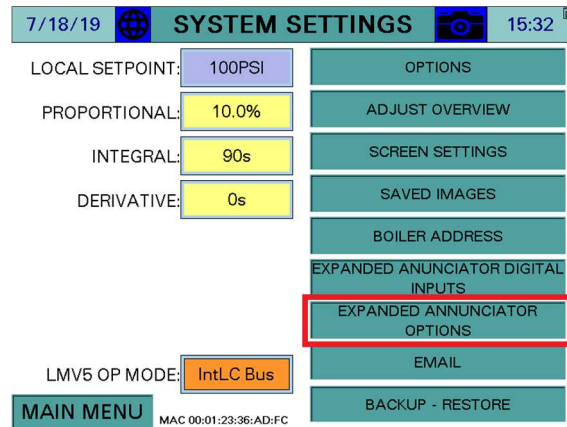 7/18/19 SYSTEM SETTINGS 15:32
LOCAL SETPOINT: 100PSI
PROPORTIONAL: 10.0%
INTEGRAL: 90s
DERIVATIVE: 0s
LMV5 OP MODE: IntLC Bus
MAIN MENU MAC 00:01:23:36:AD:FC
OPTIONS
ADJUST OVERVIEW
SCREEN SETTINGS
SAVED IMAGES
BOILER ADDRESS
EXPANDED ANUNCIATOR DIGITAL
INPUTS
EXPANDED ANNUNCIATOR
OPTIONS
EMAIL
BACKUP - RESTORE